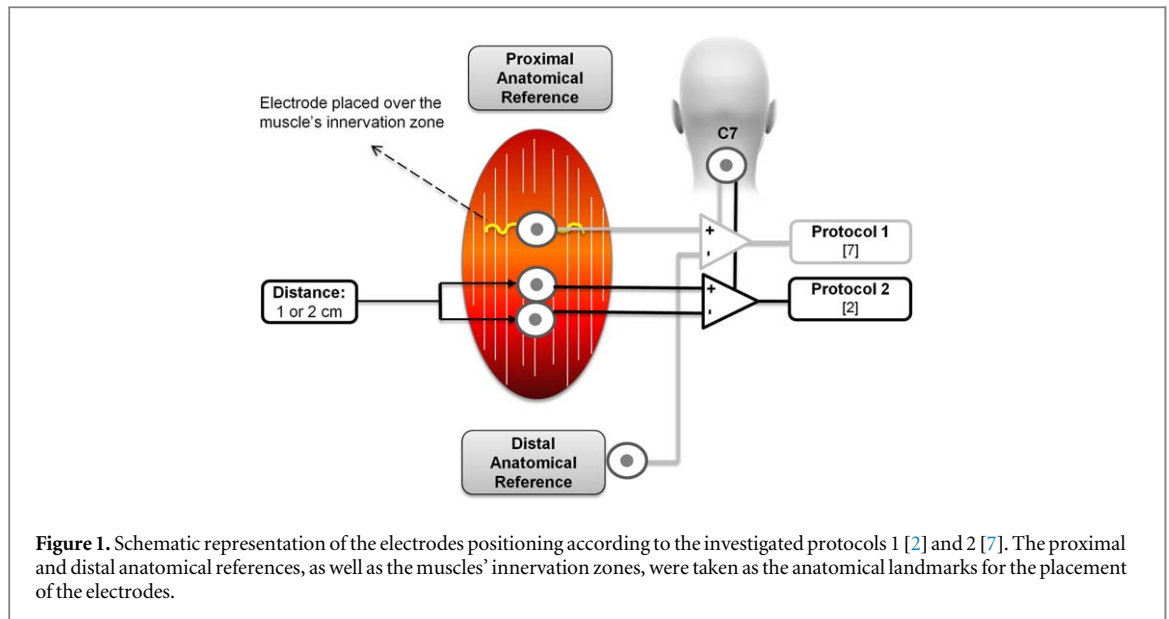 Proximal
Anatomical
Reference
Electrode placed over the
muscle's innervation zone
C7
+
-
Protocol 1
[7]
Distance:
1 or 2 cm
+
-
Protocol 2
[2]
Distal
Anatomical
Reference
Figure 1. Schematic representation of the electrodes positioning according to the investigated protocols 1 [2] and 2 [7]. The proximal
and distal anatomical references, as well as the muscles' innervation zones, were taken as the anatomical landmarks for the placement
of the electrodes.